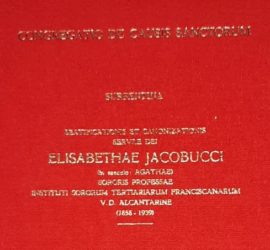 CONGREGATIO DE CAUSIS SANCTORUM
SURRENTINA
BEATIFICATIONIS ET CANONIZATIONIS
SERVAE DEI
ELISABETHAE JACOBUCCI
(in saeculo: AGATHAE)
SORORIS PROFESSAE
INSTITUTI SORORUM TERTIARIARUM FRANCISCANARUM
V.D. ALCANTARINE
(1858 - 1939)